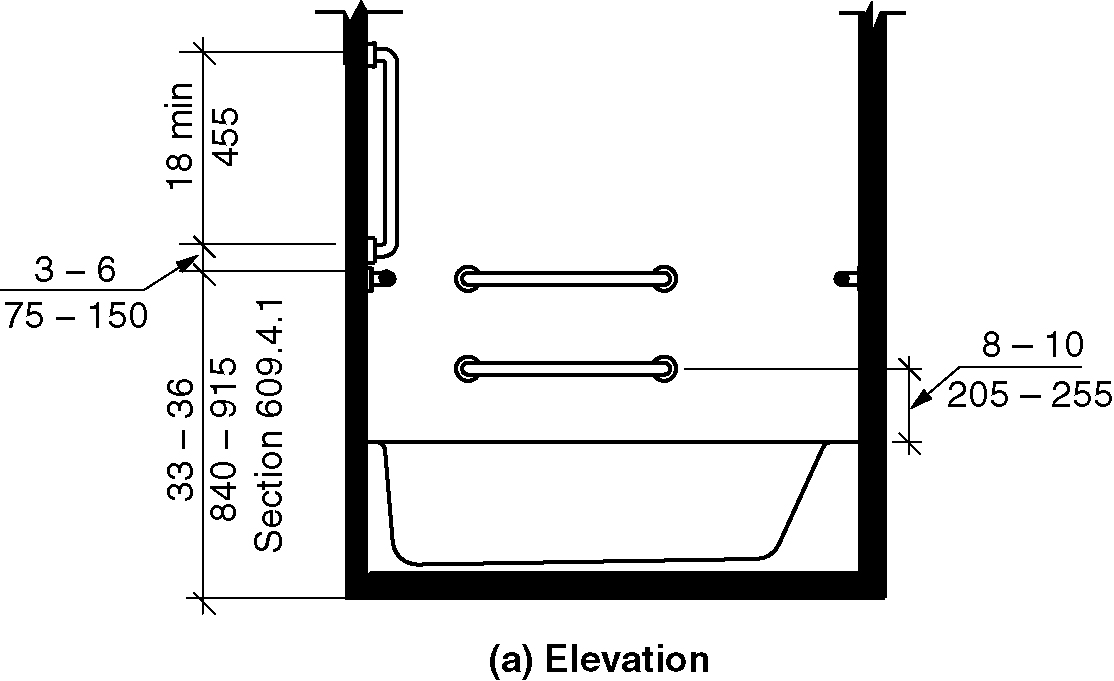 18 min
455
3 – 6
75 – 150
33 – 36
840 – 915
Section 609.4.1
8 – 10
205 – 255
(a) Elevation